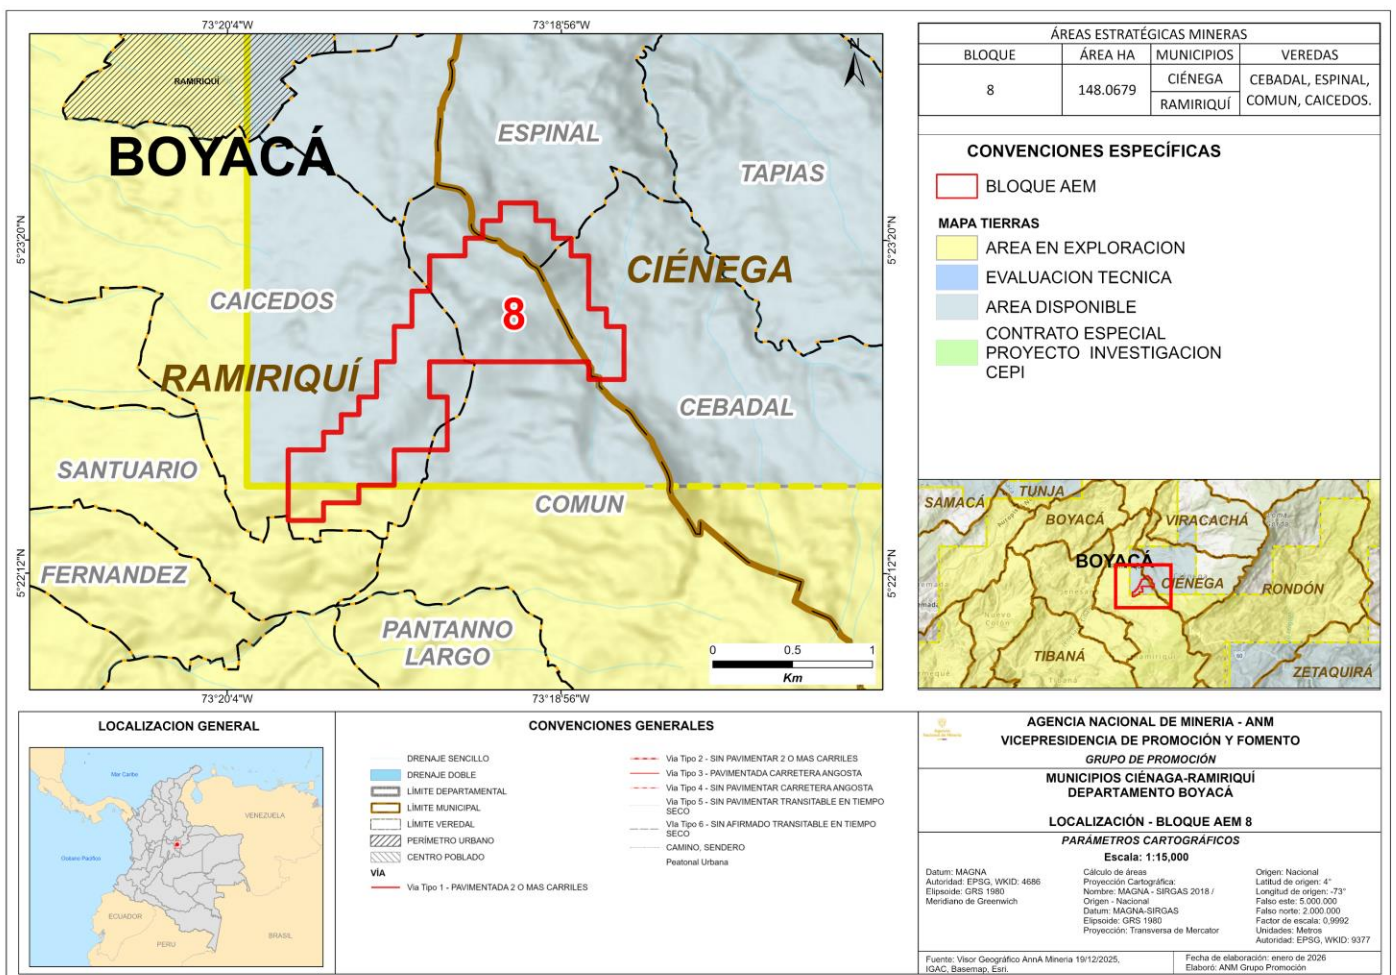 73°20'4"W
73°18'56"W
N
RAMIRIQUÍ
BOYACÁ
ESPINAL
TAPIAS
5°23'20"N
5°23'20"N
CIÉNEGA
CAICEDOS
8
RAMIRIQUÍ
CEBADAL
SANTUARIO
COMUN
5°22'12"N
5°22'12"N
FERNANDEZ
PANTANNO
LARGO
0 0.5 1
Km
73°20'4"W
73°18'56"W
ÁREAS ESTRATÉGICAS MINERAS
BLOQUE ÁREA HA MUNICIPIOS VEREDAS
8 148.0679 CIÉNEGA CEBADAL, ESPINAL,
RAMIRIQUÍ COMUN, CAICEDOS.
CONVENCIONES ESPECÍFICAS
BLOQUE AEM
MAPA TIERRAS
AREA EN EXPLORACION
EVALUACION TECNICA
AREA DISPONIBLE
CONTRATO ESPECIAL
PROYECTO INVESTIGACION
CEPI
SAMACÁ
TUNJA
BOYACÁ
VIRACACHÁ
BOYACÁ
CIÉNEGA
RONDÓN
TIBANÁ
ZETAQUIRÁ
LOCALIZACION GENERAL
Mar Caribe
VENEZUELA
Océano Pacífico
ECUADOR
PERU
BRASIL
CONVENCIONES GENERALES
DRENAJE SENCILLO
DRENAJE DOBLE
LÍMITE DEPARTAMENTAL
LÍMITE MUNICIPAL
LÍMITE VEREDAL
PERÍMETRO URBANO
CENTRO POBLADO
VÍA
Via Tipo 1 - PAVIMENTADA 2 O MAS CARRILES
Via Tipo 2 - SIN PAVIMENTAR 2 O MAS CARRILES
Via Tipo 3 - PAVIMENTADA CARRETERA ANGOSTA
Via Tipo 4 - SIN PAVIMENTAR CARRETERA ANGOSTA
Via Tipo 5 - SIN PAVIMENTAR TRANSITABLE EN TIEMPO
SECO
Vía Tipo 6 - SIN AFIRMADO TRANSITABLE EN TIEMPO
SECO
CAMINO, SENDERO
Peatonal Urbana
AGENCIA NACIONAL DE MINERIA - ANM
VICEPRESIDENCIA DE PROMOCIÓN Y FOMENTO
GRUPO DE PROMOCIÓN
MUNICIPIOS CIÉNAGA-RAMIRIQUÍ
DEPARTAMENTO BOYACÁ
LOCALIZACIÓN - BLOQUE AEM 8
PARÁMETROS CARTOGRÁFICOS
Escala: 1:15,000
Datum: MAGNA
Autoridad: EPSG, WKID: 4686
Elipsoide: GRS 1980
Meridiano de Greenwich
Cálculo de áreas
Proyección Cartográfica:
Nombre: MAGNA - SIRGAS 2018 /
Origen - Nacional
Datum: MAGNA-SIRGAS
Elipsoide: GRS 1980
Proyección: Transversa de Mercator
Origen: Nacional
Latitud de origen: 4°
Longitud de origen: -73°
Falso este: 5.000.000
Falso norte: 2.000.000
Factor de escala: 0,9992
Unidades: Metros
Autoridad: EPSG, WKID: 9377
Fuente: Visor Geográfico AnnA Mineria 19/12/2025,
IGAC, Basemap, Esri.
Fecha de elaboración: enero de 2026
Elaboró: ANM Grupo Promoción